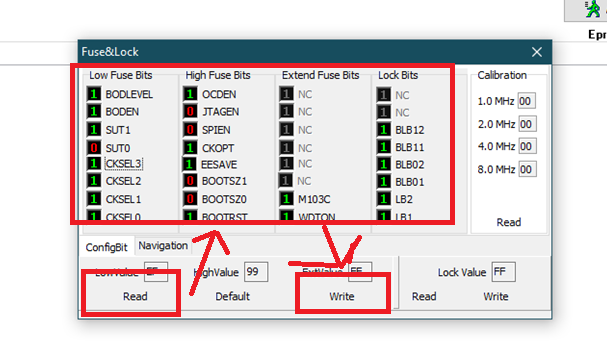 Epr
Fuse&Lock
Low Fuse Bits High Fuse Bits Extend Fuse Bits Lock Bits Calibration
1 BODLEVEL 1 OCDEN 1 NC 1 NC 1.0 MHz 00
1 BODEN 0 JTAGEN 1 NC 1 NC 2.0 MHz 00
1 SUT1 0 SPIEN 1 NC 1 BLB12 4.0 MHz 00
0 SUT0 1 CKOPT 1 NC 1 BLB11 8.0 MHz 00
1 CKSEL3 1 EESAVE 1 NC 1 BLB02
1 CKSEL2 0 BOOTSZ1 1 NC 1 BLB01
1 CKSEL1 0 BOOTSZ0 1 M103C 1 LB2
1 CKSEL0 1 BOOTRST 1 WDTON 1 LB1 Read
ConfigBit Navigation
LowValue EF HighValue 99 ExtValue FF Lock Value FF
Read Default Write Read Write